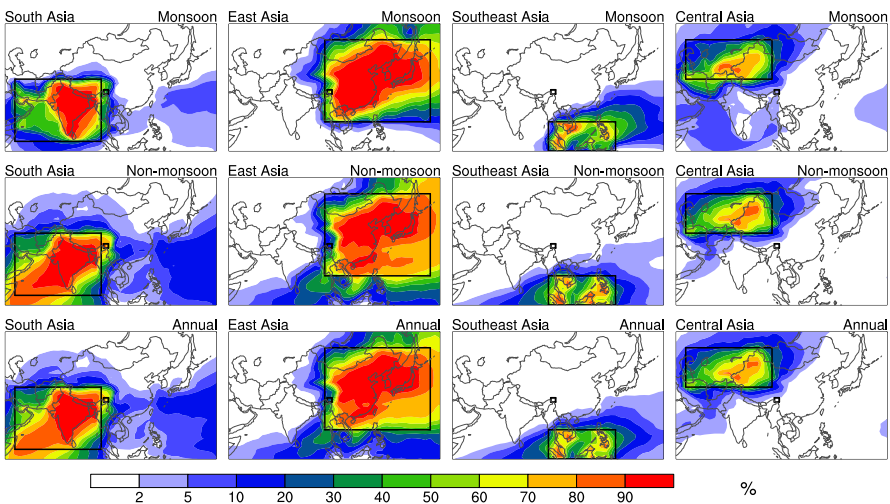 South Asia Monsoon East Asia Monsoon Southeast Asia Monsoon Central Asia Monsoon
South Asia Non-monsoon East Asia Non-monsoon Southeast Asia Non-monsoon Central Asia Non-monsoon
South Asia Annual East Asia Annual Southeast Asia Annual Central Asia Annual
2 5 10 20 30 40 50 60 70 80 90 %